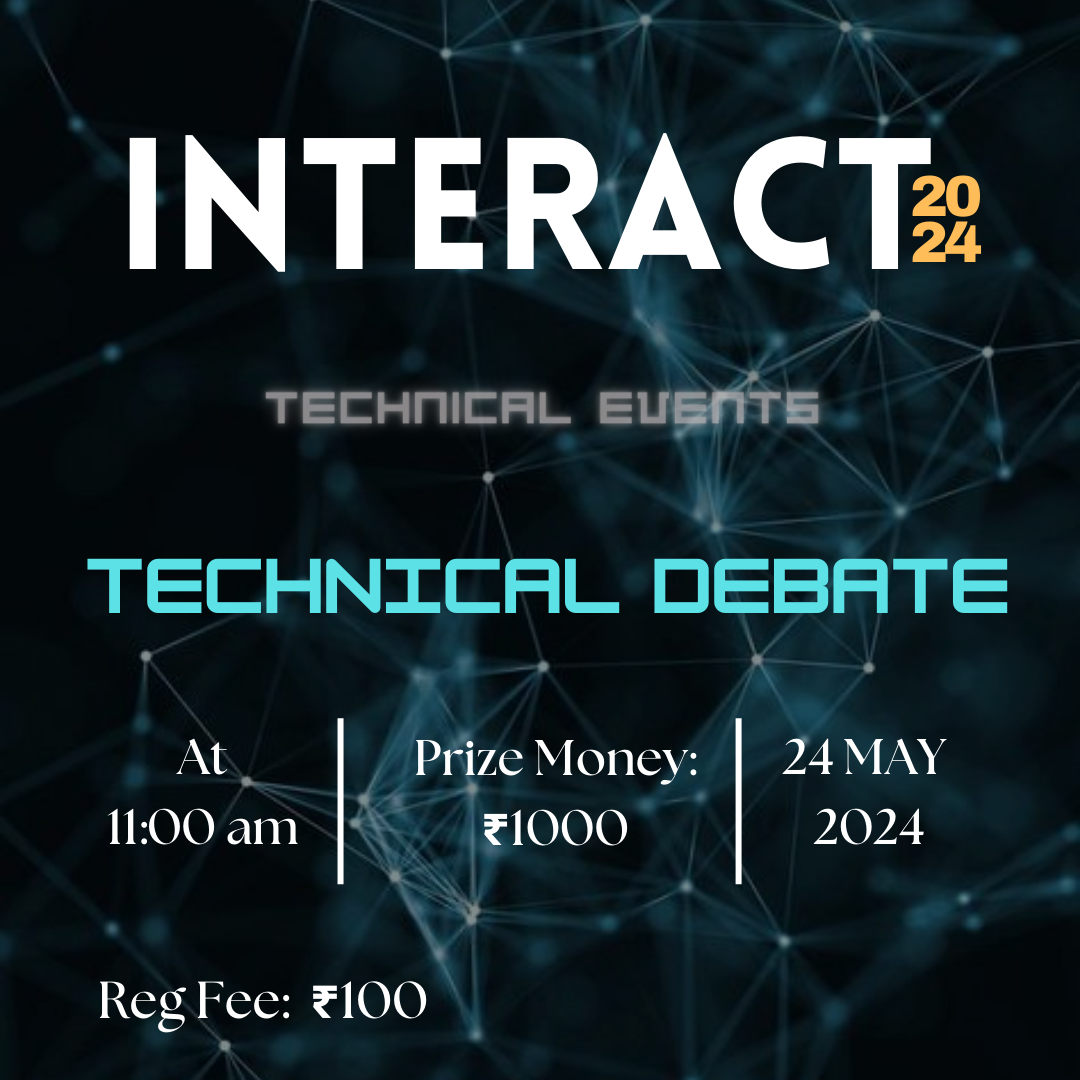 INTERACT
20
24
TECHNICAL EVENTS
TECHNICAL DEBATE
At
11:00 am
Prize Money:
₹1000
24 MAY
2024
Reg Fee: ₹100